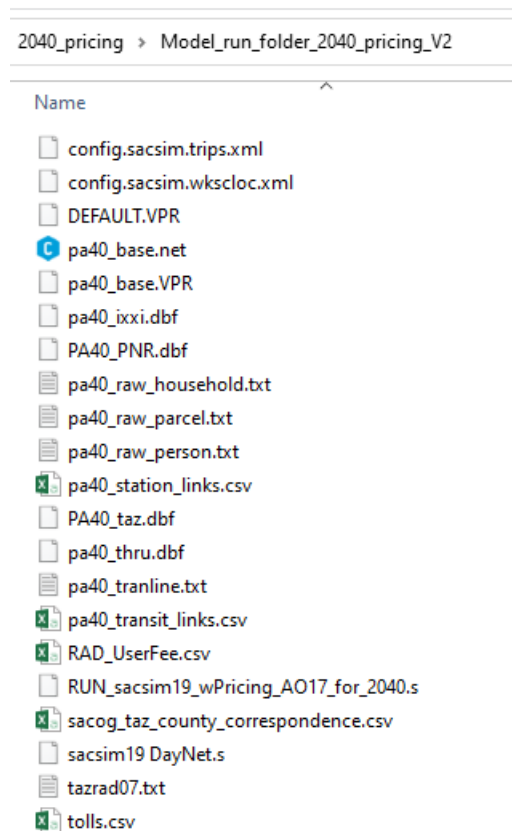 2040_pricing > Model_run_folder_2040_pricing_V2
Name
config.sacsim.trips.xml
config.sacsim.wkscloc.xml
DEFAULT.VPR
pa40_base.net
pa40_base.VPR
pa40_ixxi.dbf
PA40_PNR.dbf
pa40_raw_household.txt
pa40_raw_parcel.txt
pa40_raw_person.txt
pa40_station_links.csv
PA40_taz.dbf
pa40_thru.dbf
pa40_tranline.txt
pa40_transit_links.csv
RAD_UserFee.csv
RUN_sacsim19_wPricing_AO17_for_2040.s
sacog_taz_county_correspondence.csv
sacsim19 DayNet.s
tazrad07.txt
tolls.csv